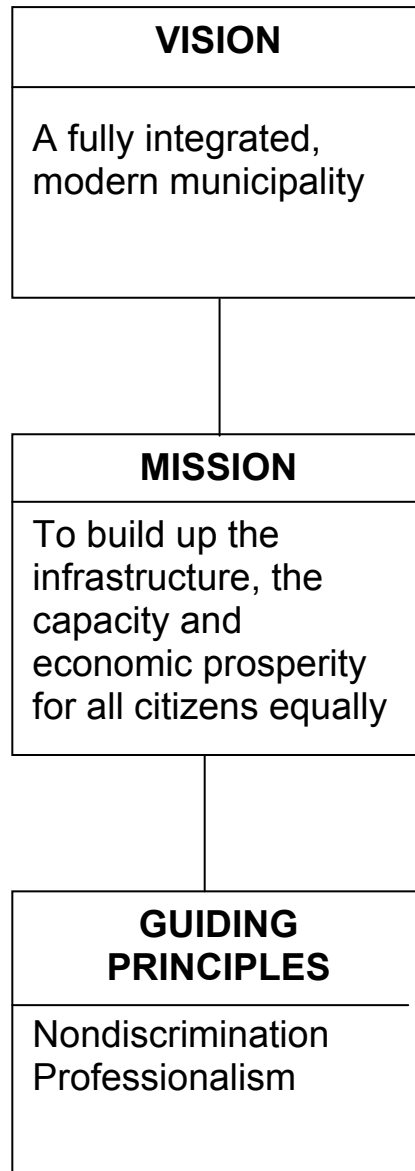 VISION
A fully integrated,
modern municipality
MISSION
To build up the
infrastructure, the
capacity and
economic prosperity
for all citizens equally
GUIDING
PRINCIPLES
Nondiscrimination
Professionalism